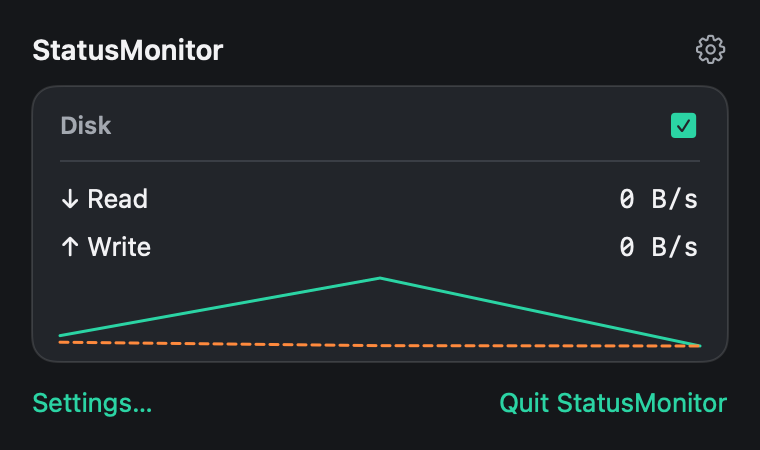 StatusMonitor
Disk
↓ Read 0 B/s
↑ Write 0 B/s
Settings... Quit StatusMonitor